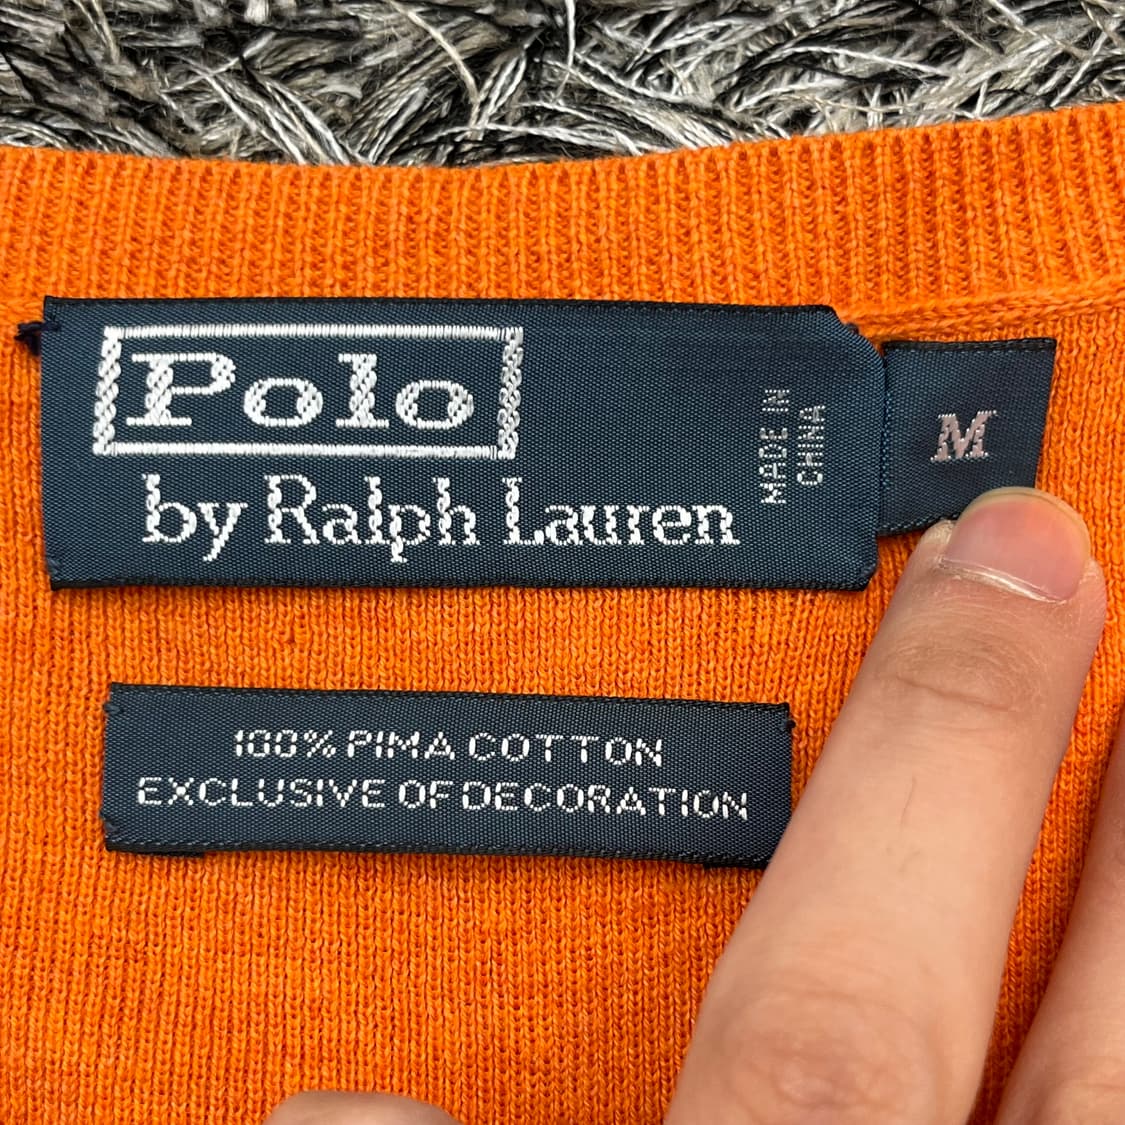 Polo
by Ralph Lauren
MADE IN
CHINA
M
100% PIMA COTTON
EXCLUSIVE OF DECORATION